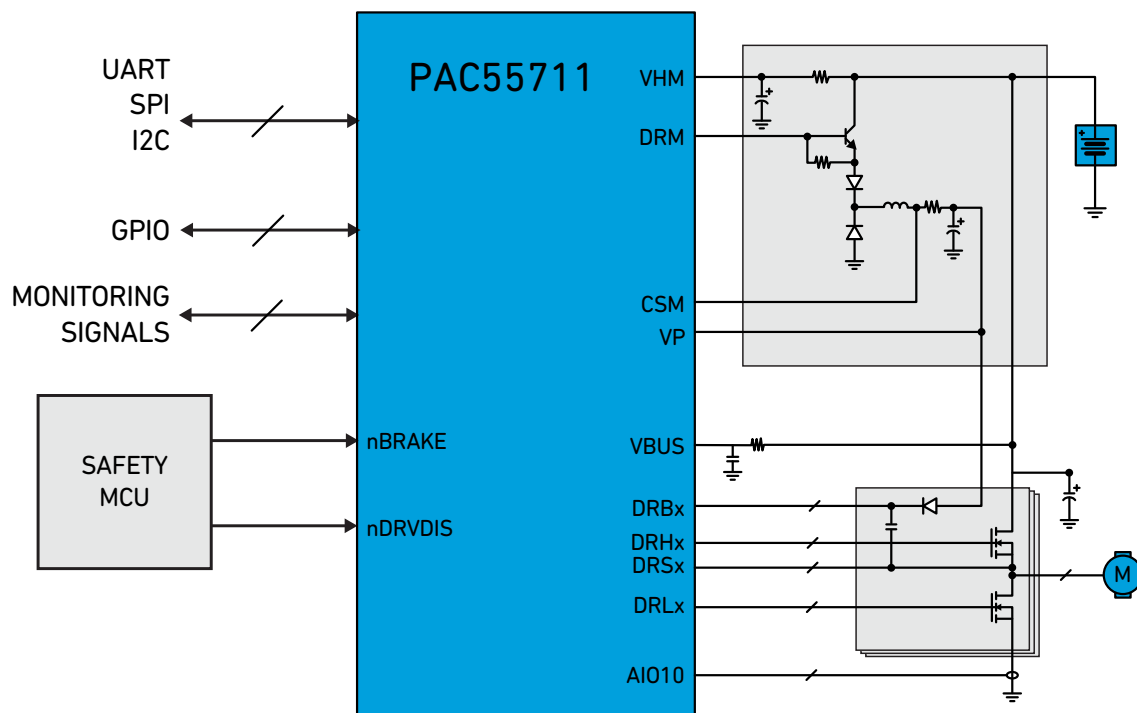 PAC55711
UART
SPI
I2C
GPIO
MONITORING
SIGNALS
SAFETY
MCU
nBRAKE
nDRVDIS
VHM
DRM
CSM
VP
VBUS
DRBx
DRHx
DRSx
DRLx
AIO10
+
+
+
+
M